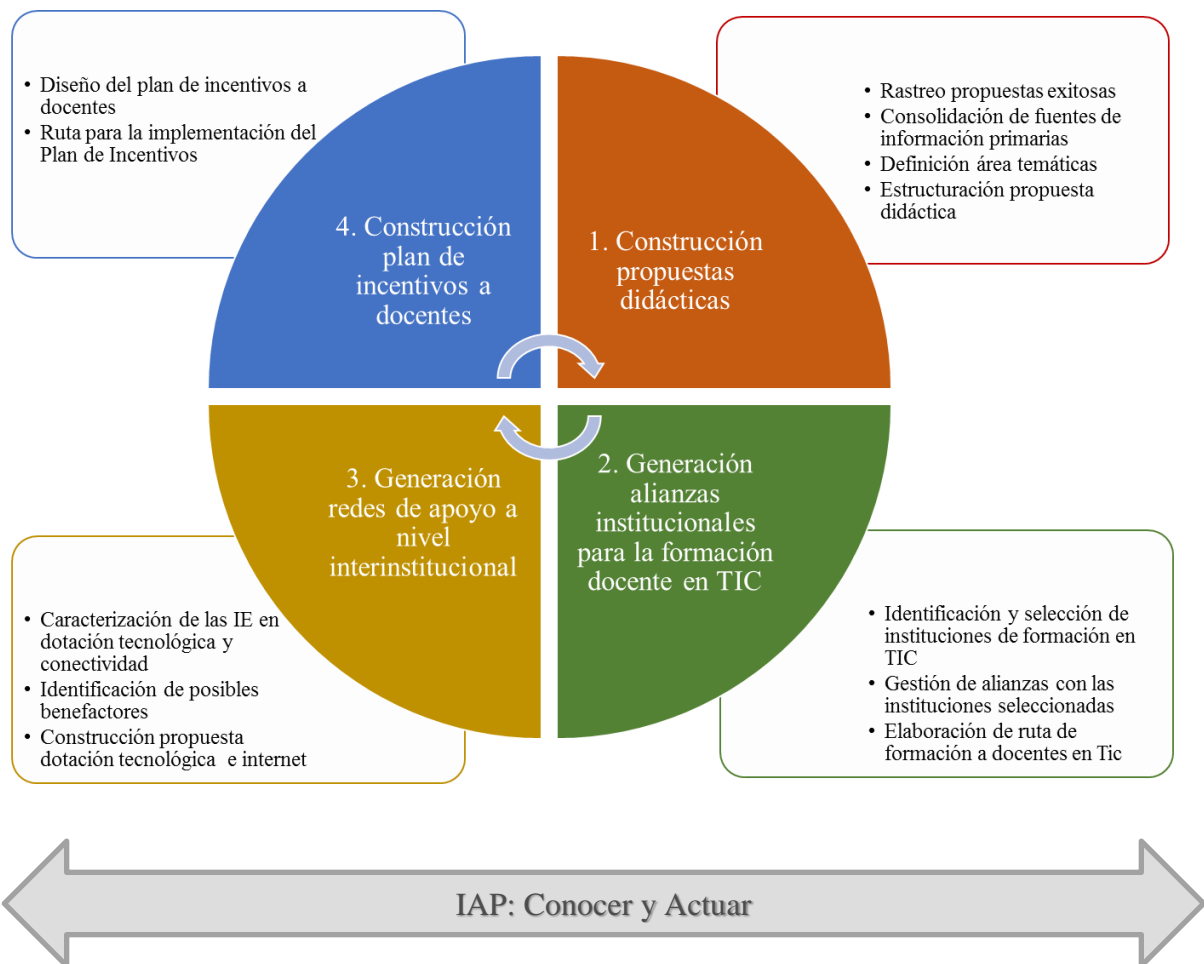 • Diseño del plan de incentivos a
docentes
• Ruta para la implementación del
Plan de Incentivos
• Rastreo propuestas exitosas
• Consolidación de fuentes de
información primarias
• Definición área temáticas
• Estructuración propuesta
didáctica
4. Construcción
plan de
incentivos a
docentes
1. Construcción
propuestas
didácticas
3. Generación
redes de apoyo a
nivel
interinstitucional
2. Generación
alianzas
institucionales
para la formación
docente en TIC
• Caracterización de las IE en
dotación tecnológica y
conectividad
• Identificación de posibles
benefactores
• Construcción propuesta
dotación tecnológica e internet
• Identificación y selección de
instituciones de formación en
TIC
• Gestión de alianzas con las
instituciones seleccionadas
• Elaboración de ruta de
formación a docentes en Tic
IAP: Conocer y Actuar